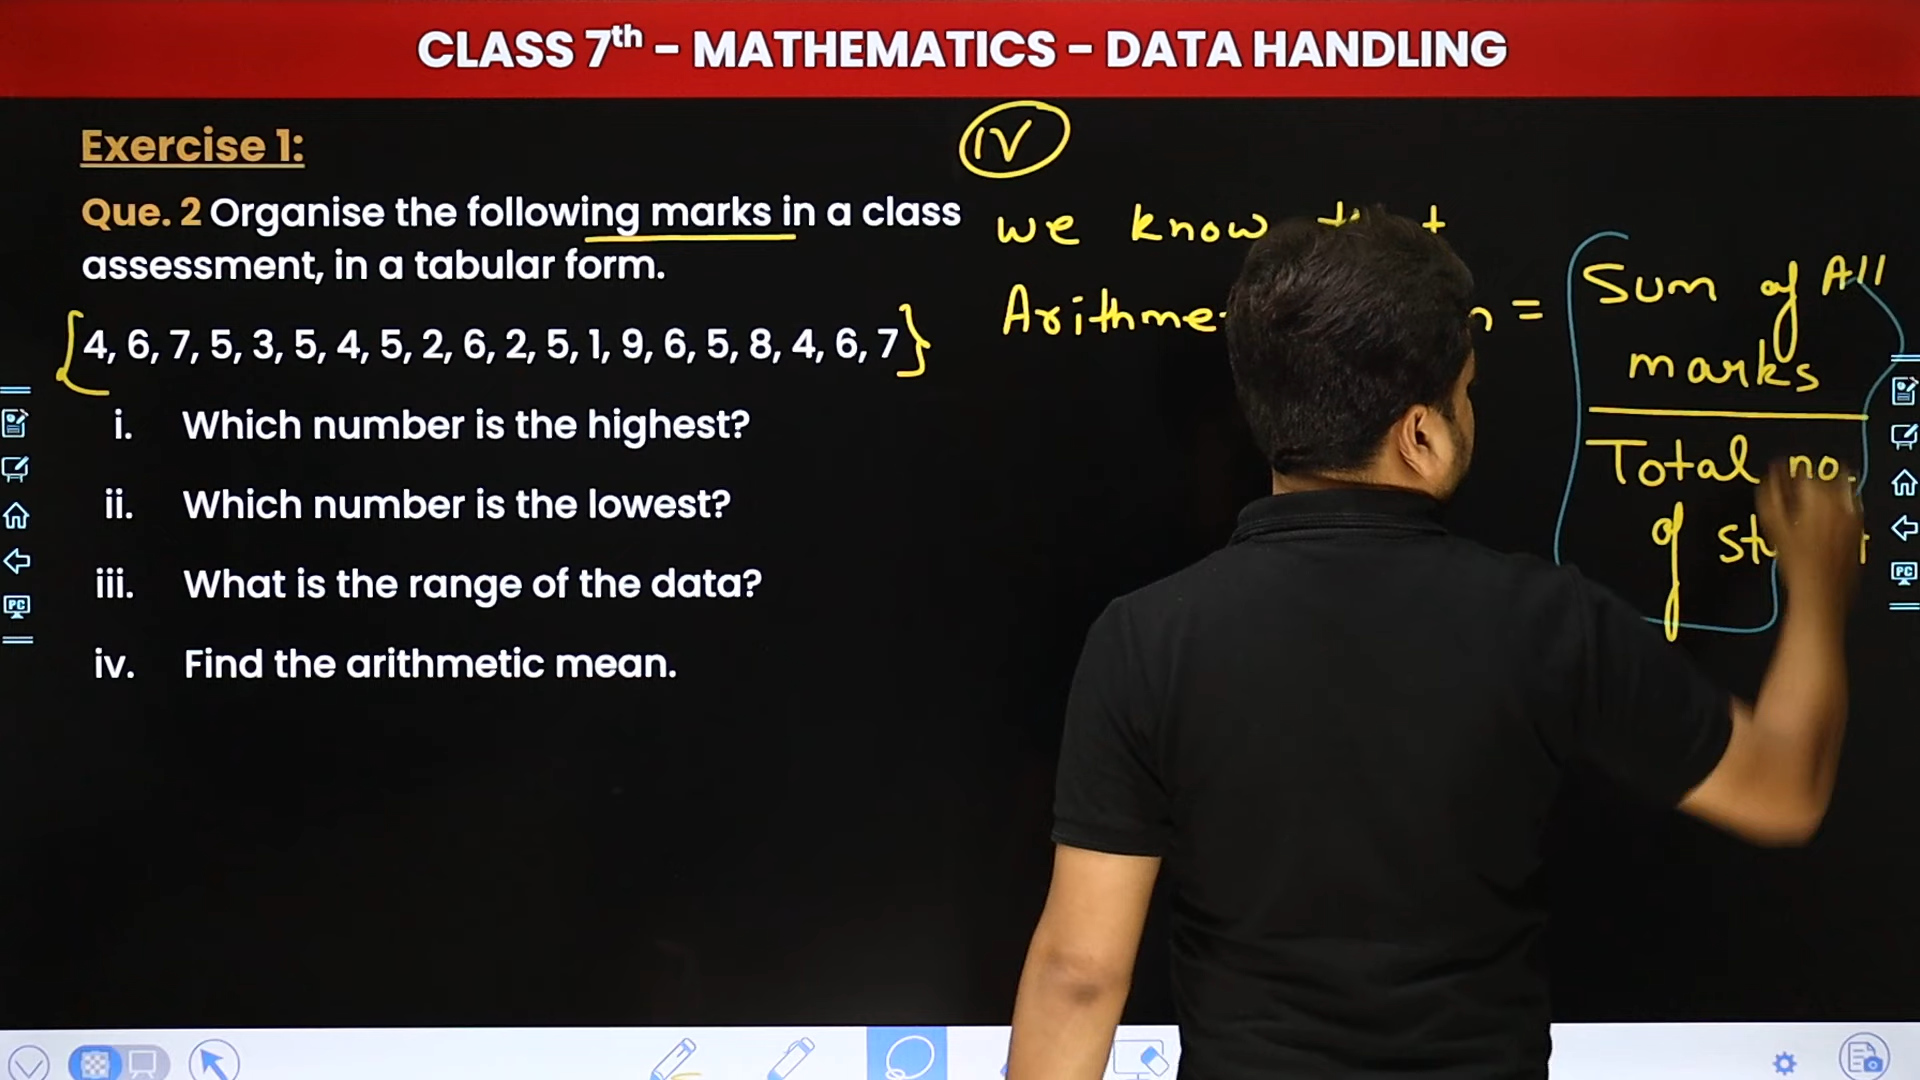 CLASS 7th - MATHEMATICS - DATA HANDLING
Exercise 1:
Que. 2 Organise the following marks in a class
assessment, in a tabular form.
{4, 6, 7, 5, 3, 5, 4, 5, 2, 6, 2, 5, 1, 9, 6, 5, 8, 4, 6, 7}
i. Which number is the highest?
ii. Which number is the lowest?
iii. What is the range of the data?
iv. Find the arithmetic mean.
IV
we know
=
Sum of All
marks
Total no.
of
PC
PC